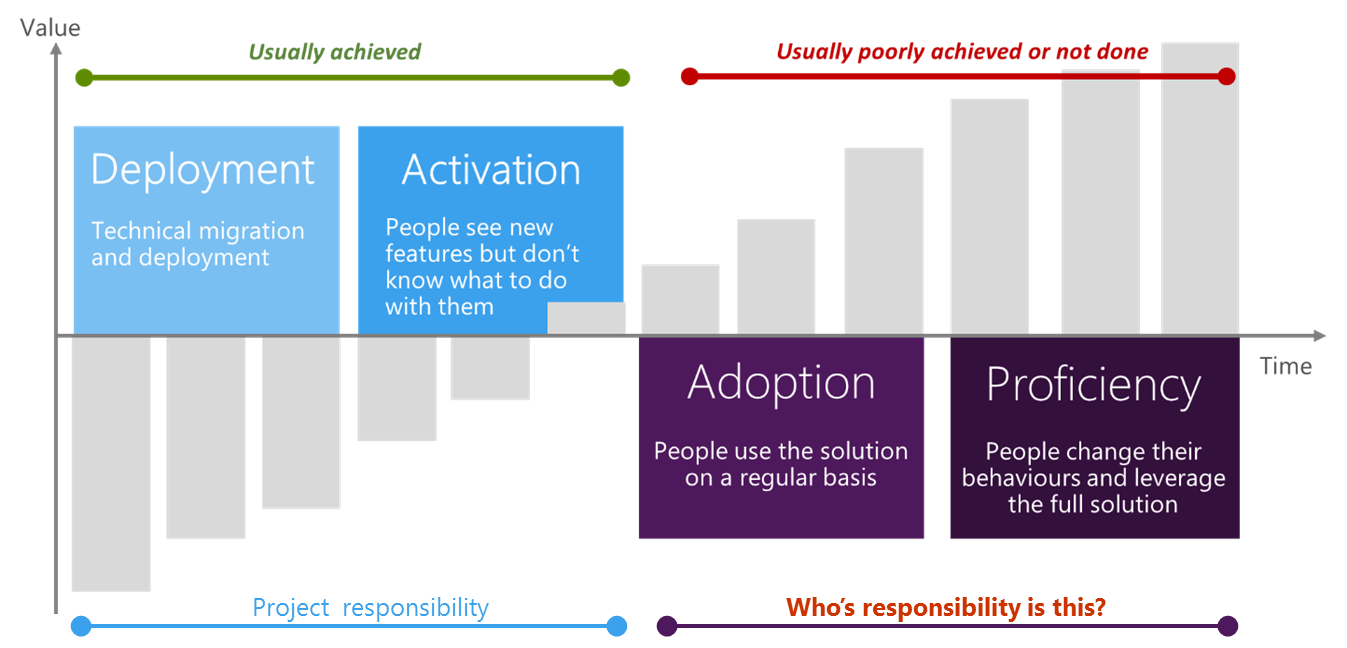 Value
Usually achieved
Usually poorly achieved or not done
Deployment
Technical migration
and deployment
Activation
People see new
features but don't
know what to do
with them
Time
Adoption
People use the solution
on a regular basis
Proficiency
People change their
behaviours and leverage
the full solution
Project  responsibility
Who's responsibility is this?